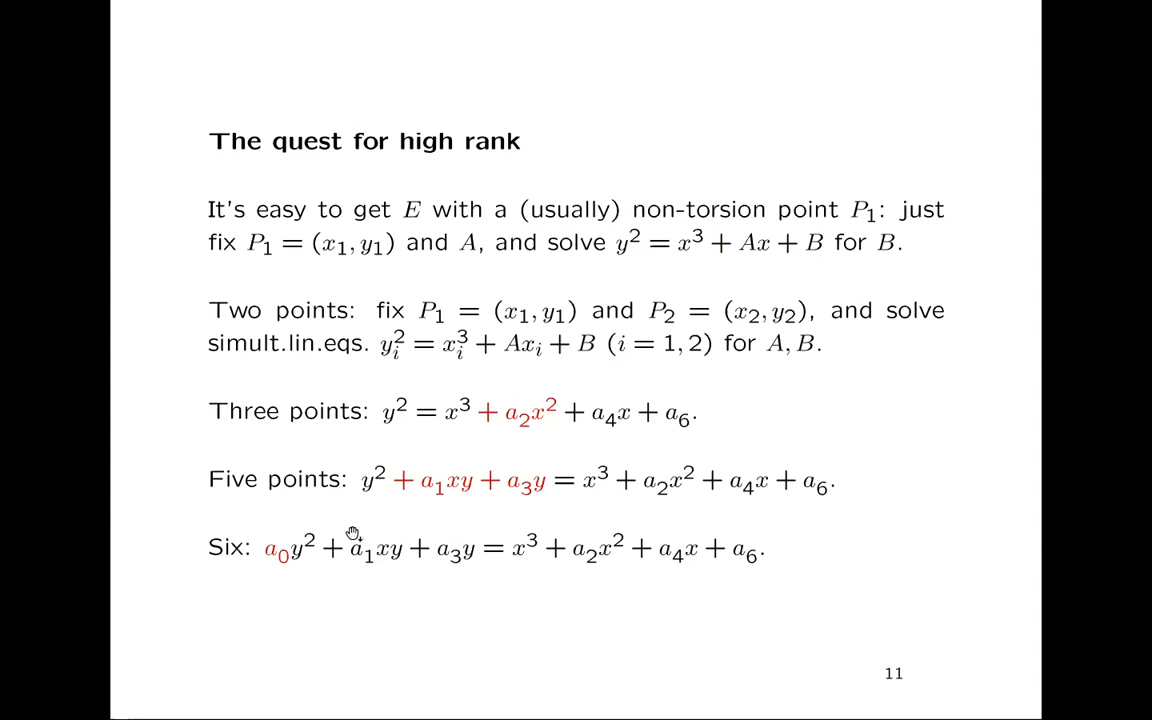 The quest for high rank
It's easy to get E with a (usually) non-torsion point P₁: just
fix P₁ = (x₁, y₁) and A, and solve y² = x³ + Ax + B for B.
Two points: fix P₁ = (x₁, y₁) and P₂ = (x₂, y₂), and solve
simult.lin.eqs. yᵢ² = xᵢ³ + Axᵢ + B (i = 1, 2) for A, B.
Three points: y² = x³ + a₂x² + a₄x + a₆.
Five points: y² + a₁xy + a₃y = x³ + a₂x² + a₄x + a₆.
Six: a₀y² + a₁xy + a₃y = x³ + a₂x² + a₄x + a₆.
11